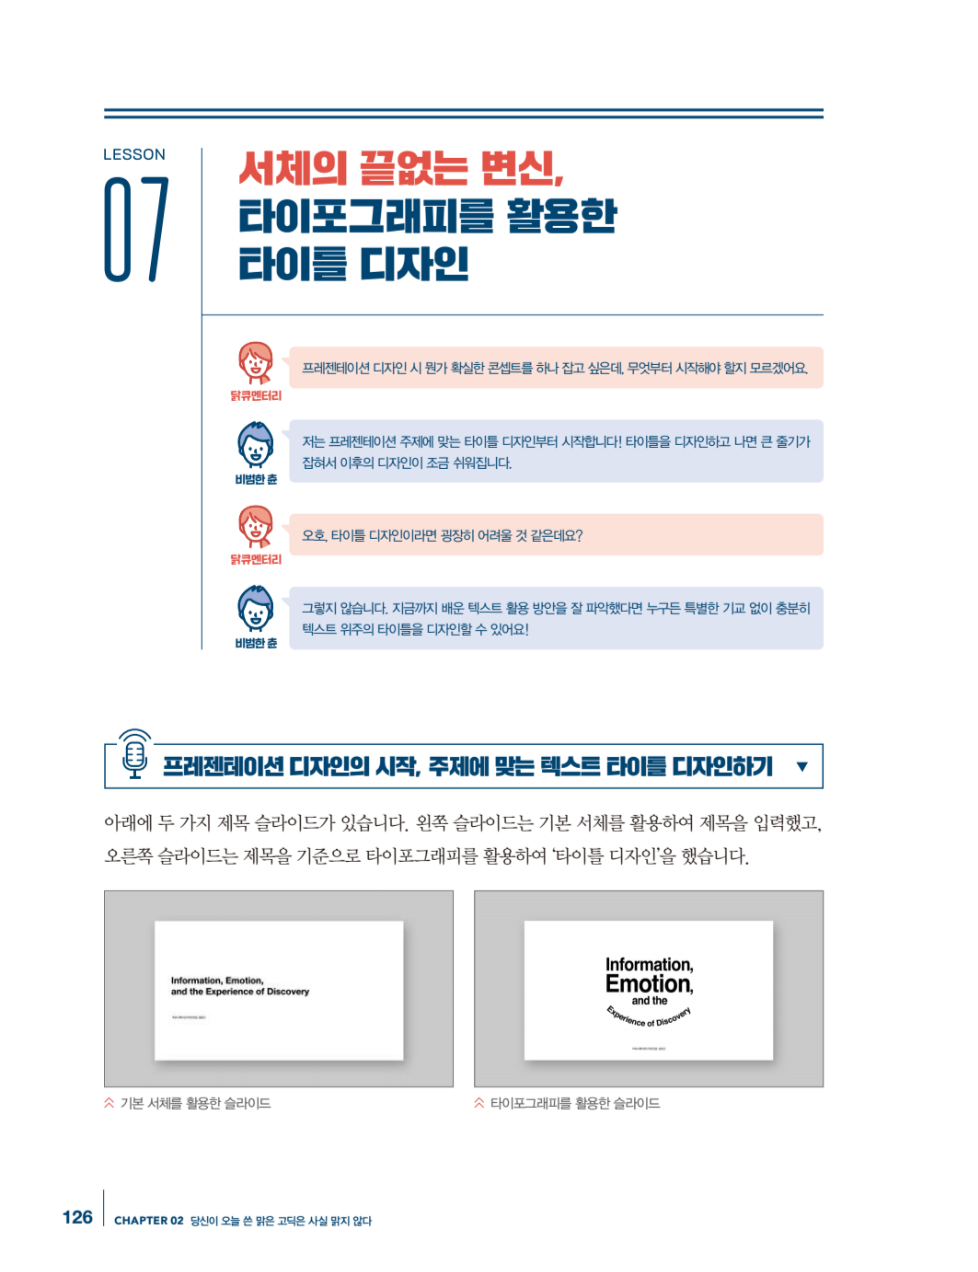 LESSON
07
서체의 끝없는 변신,
타이포그래피를 활용한
타이틀 디자인
프레젠테이션 디자인 시 뭔가 확실한 콘셉트를 하나 잡고 싶은데, 무엇부터 시작해야 할지 모르겠어요.
닭큐멘터리
저는 프레젠테이션 주제에 맞는 타이틀 디자인부터 시작합니다! 타이틀을 디자인하고 나면 큰 줄기가
잡혀서 이후의 디자인이 조금 쉬워집니다.
비범한 츈
오호, 타이틀 디자인이라면 굉장히 어려울 것 같은데요?
닭큐멘터리
그렇지 않습니다. 지금까지 배운 텍스트 활용 방안을 잘 파악했다면 누구든 특별한 기교 없이 충분히
텍스트 위주의 타이틀을 디자인할 수 있어요!
비범한 츈
프레젠테이션 디자인의 시작, 주제에 맞는 텍스트 타이틀 디자인하기
아래에 두 가지 제목 슬라이드가 있습니다. 왼쪽 슬라이드는 기본 서체를 활용하여 제목을 입력했고,
오른쪽 슬라이드는 제목을 기준으로 타이포그래피를 활용하여 ‘타이틀 디자인’을 했습니다.
Information, Emotion,
and the Experience of Discovery
Information,
Emotion,
and the
Experience of Discovery
기본 서체를 활용한 슬라이드
타이포그래피를 활용한 슬라이드
126
CHAPTER 02 당신이 오늘 쓴 맑은 고딕은 사실 맑지 않다